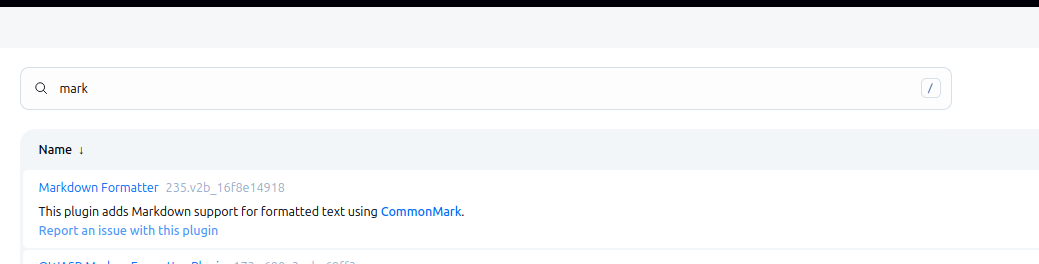 mark
/
Name ↓
Markdown Formatter 235.v2b_16f8e14918
This plugin adds Markdown support for formatted text using CommonMark.
Report an issue with this plugin